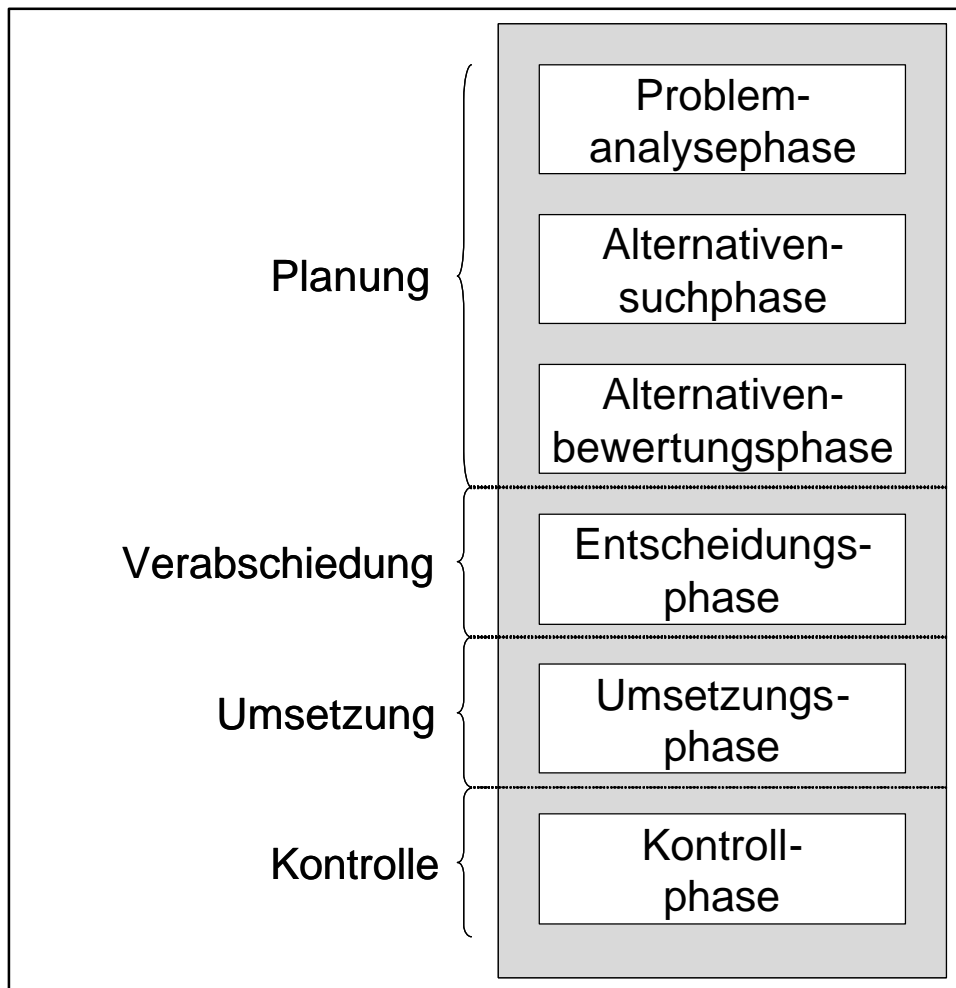 Problem-
analysephase
Planung
Alternativen-
suchphase
Alternativen-
bewertungsphase
Verabschiedung
Entscheidungs-
phase
Umsetzung
Umsetzungs-
phase
Kontrolle
Kontroll-
phase